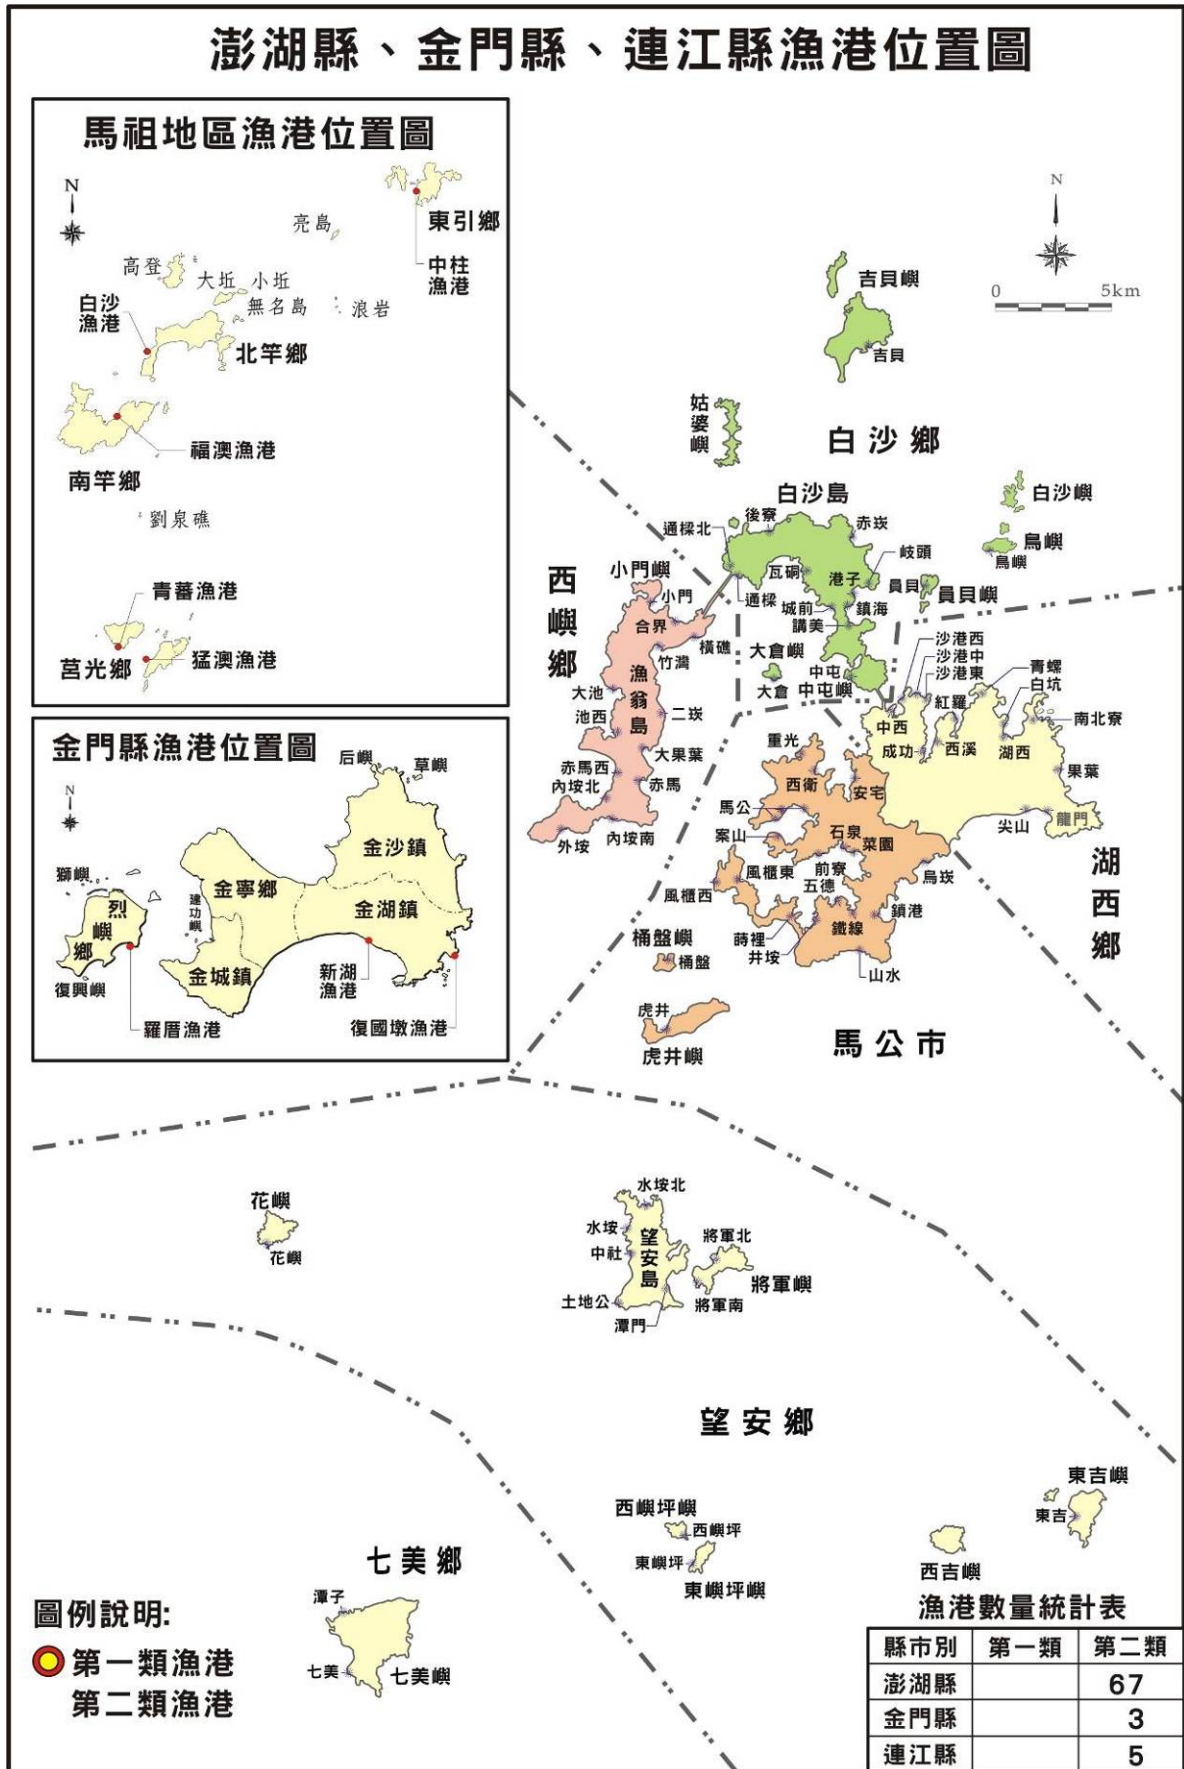 澎湖縣、金門縣、連江縣漁港位置圖
馬祖地區漁港位置圖
N
東引鄉
中柱
漁港
亮島
高登
大坵
小坵
無名島
浪岩
白沙
漁港
北竿鄉
福澳漁港
南竿鄉
劉泉礁
青蕃漁港
莒光鄉
猛澳漁港
金門縣漁港位置圖
N
后嶼
草嶼
金沙鎮
金寧鄉
獅嶼
烈嶼鄉
建功嶼
金湖鎮
金城鎮
復興嶼
新湖
漁港
羅厝漁港
復國墩漁港
N
0 5km
吉貝嶼
吉貝
姑婆嶼
白沙鄉
白沙嶼
鳥嶼
鳥嶼
白沙島
後寮
赤崁
通樑北
岐頭
瓦硐
港子
通樑
城前
鎮海
講美
員貝
員貝嶼
大倉嶼
大倉
中屯
中屯嶼
西嶼鄉
小門嶼
小門
合界
橫礁
竹灣
漁翁島
大池
二崁
池西
大果葉
赤馬西
赤馬
內垵北
內垵南
外垵
沙港西
沙港中
沙港東
青螺
白坑
紅羅
南北寮
中西
成功
西溪
湖西
果葉
尖山
龍門
湖西鄉
重光
西衛
安宅
馬公
案山
石泉
菜園
前寮
烏崁
風櫃東
風櫃西
五德
鎖港
鐵線
蒔裡
井垵
山水
桶盤嶼
桶盤
虎井
虎井嶼
馬公市
花嶼
花嶼
水垵北
水垵
中社
望安島
土地公
潭門
將軍北
將軍嶼
將軍南
望安鄉
東吉嶼
東吉
西吉嶼
西嶼坪嶼
西嶼坪
東嶼坪
東嶼坪嶼
七美鄉
潭子
七美
七美嶼
圖例說明:
第一類漁港
第二類漁港
漁港數量統計表
縣市別 第一類 第二類
澎湖縣 67
金門縣 3
連江縣 5